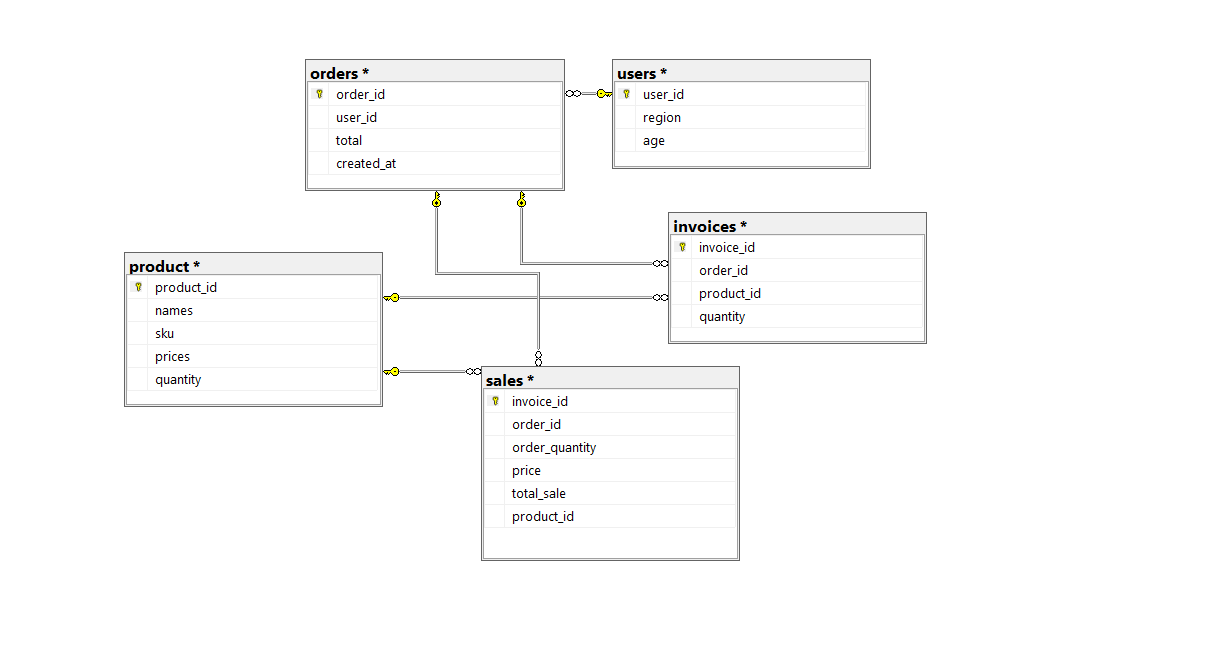 orders *
order_id
user_id
total
created_at
users *
user_id
region
age
invoices *
invoice_id
order_id
product_id
quantity
product *
product_id
names
sku
prices
quantity
sales *
invoice_id
order_id
order_quantity
price
total_sale
product_id